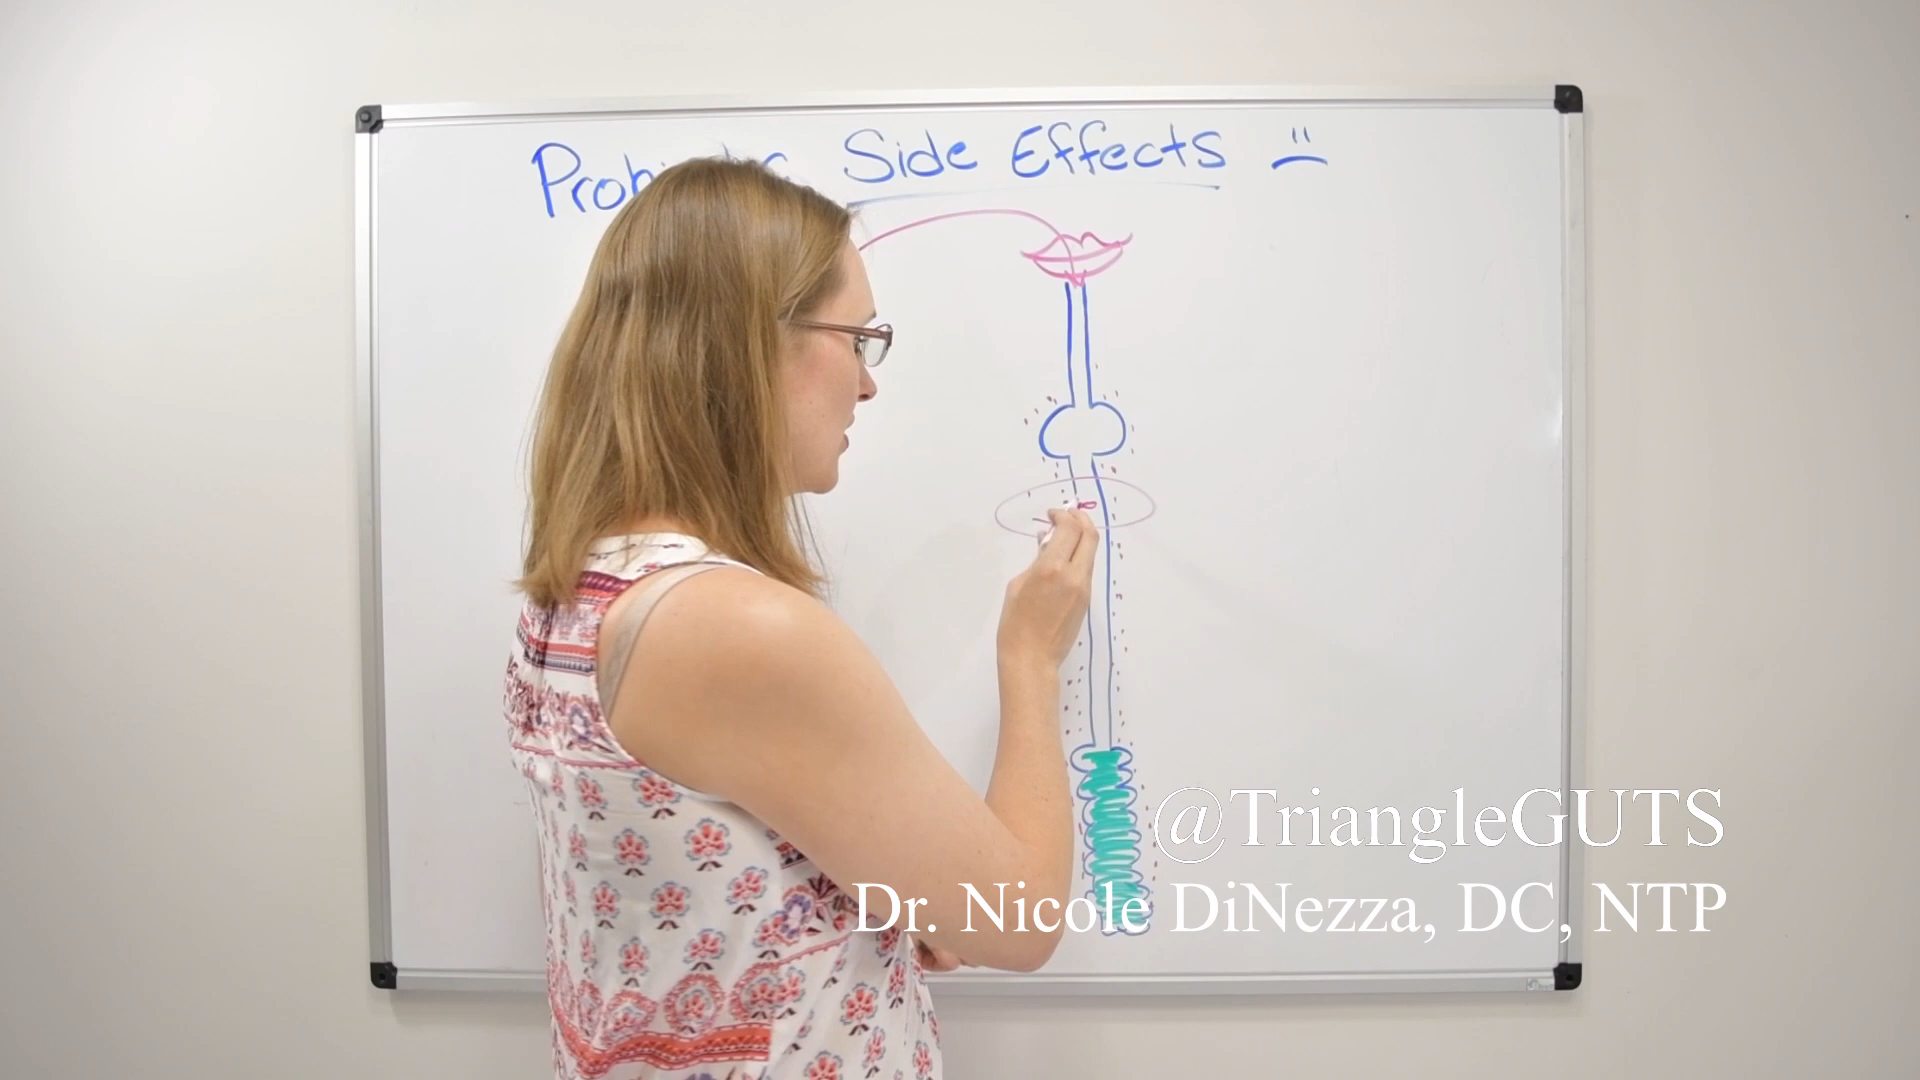 Side Effects
@TriangleGUTS
Dr. Nicole DiNezza, DC, NTP